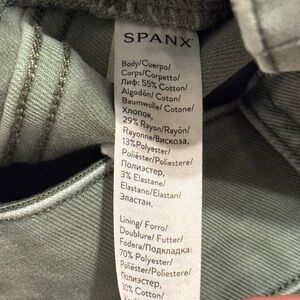 SPANX
Body/Cuerpo/
Corps/Corpetto/
Лиф: 55% Cotton/
Algodón/ Coton/
Baumwolle/ Cotone/
Хлопок,
29% Rayon/Rayón/
Rayonne/Вискоза,
13%Polyester/
Poliéster/Poliestere/
Полиэстер,
3% Elastane/
Elastano/Elastan/
Эластан.
Lining/ Forro/
Doublure/ Futter/
Fodera/Подкладка:
70% Polyester/
Poliéster/Poliestere/
Полиэстер,
30% Cotton